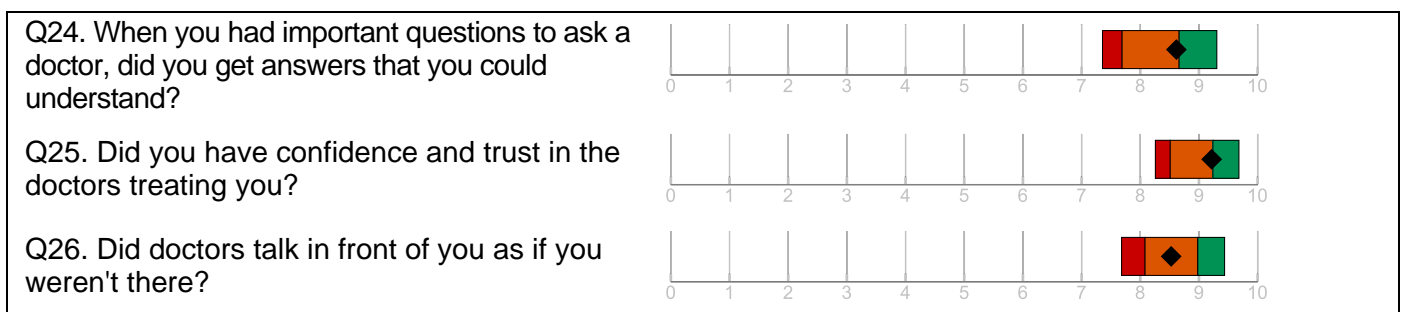 Q24. When you had important questions to ask a
doctor, did you get answers that you could
understand?
0 1 2 3 4 5 6 7 8 9 10
Q25. Did you have confidence and trust in the
doctors treating you?
0 1 2 3 4 5 6 7 8 9 10
Q26. Did doctors talk in front of you as if you
weren't there?
0 1 2 3 4 5 6 7 8 9 10